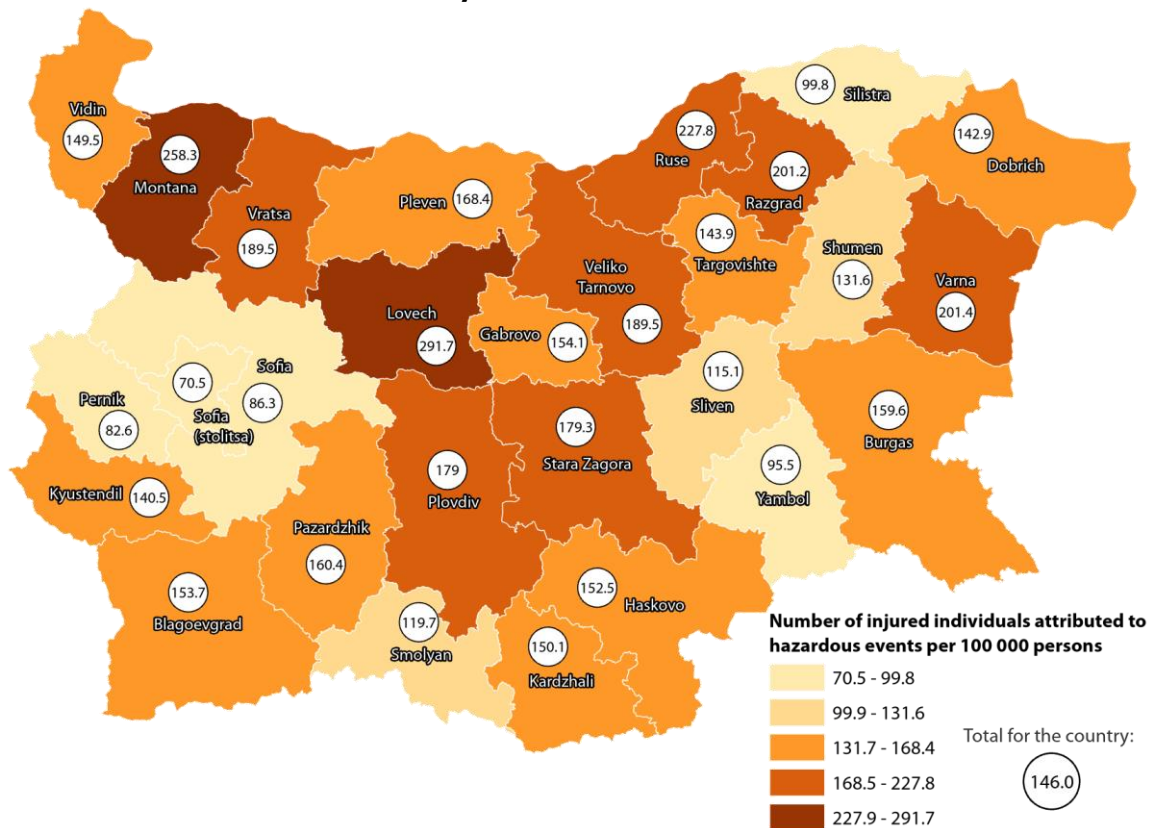 99.8
Silistra
Vidin
149.5
258.3
Montana
227.8
Ruse
142.9
Dobrich
201.2
Razgrad
Pleven
168.4
Vratsa
189.5
143.9
Targovishte
Shumen
131.6
Veliko
Tarnovo
189.5
Varna
201.4
Lovech
291.7
Gabrovo
154.1
Sofia
86.3
70.5
Sofia
(stolitsa)
Pernik
82.6
115.1
Sliven
159.6
Burgas
179.3
Stara Zagora
179
Plovdiv
95.5
Yambol
Kyustendil
140.5
Pazardzhik
160.4
153.7
Blagoevgrad
152.5
Haskovo
119.7
Smolyan
150.1
Kardzhali
Number of injured individuals attributed to
hazardous events per 100 000 persons
70.5 - 99.8
99.9 - 131.6
131.7 - 168.4
168.5 - 227.8
227.9 - 291.7
Total for the country:
146.0